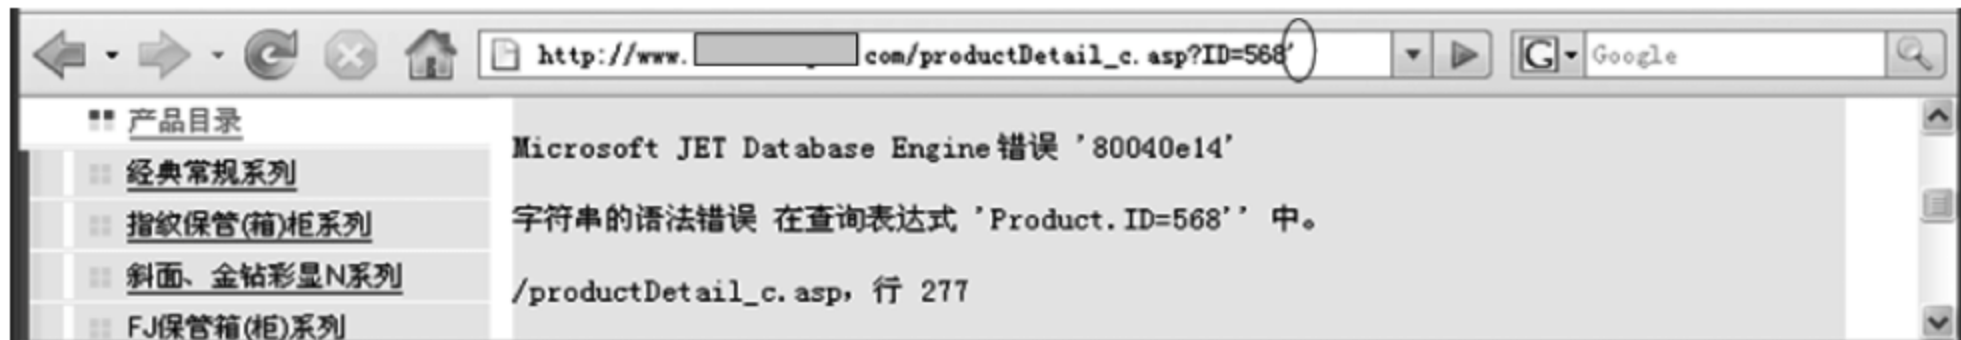 http://www. com/productDetail_c.asp?ID=568'
Google
产品目录
经典常规系列
指纹保管(箱)柜系列
斜面、金钻彩显N系列
FJ保管箱(柜)系列
Microsoft JET Database Engine 错误 '80040e14'
字符串的语法错误 在查询表达式 'Product.ID=568'' 中。
/productDetail_c.asp，行 277